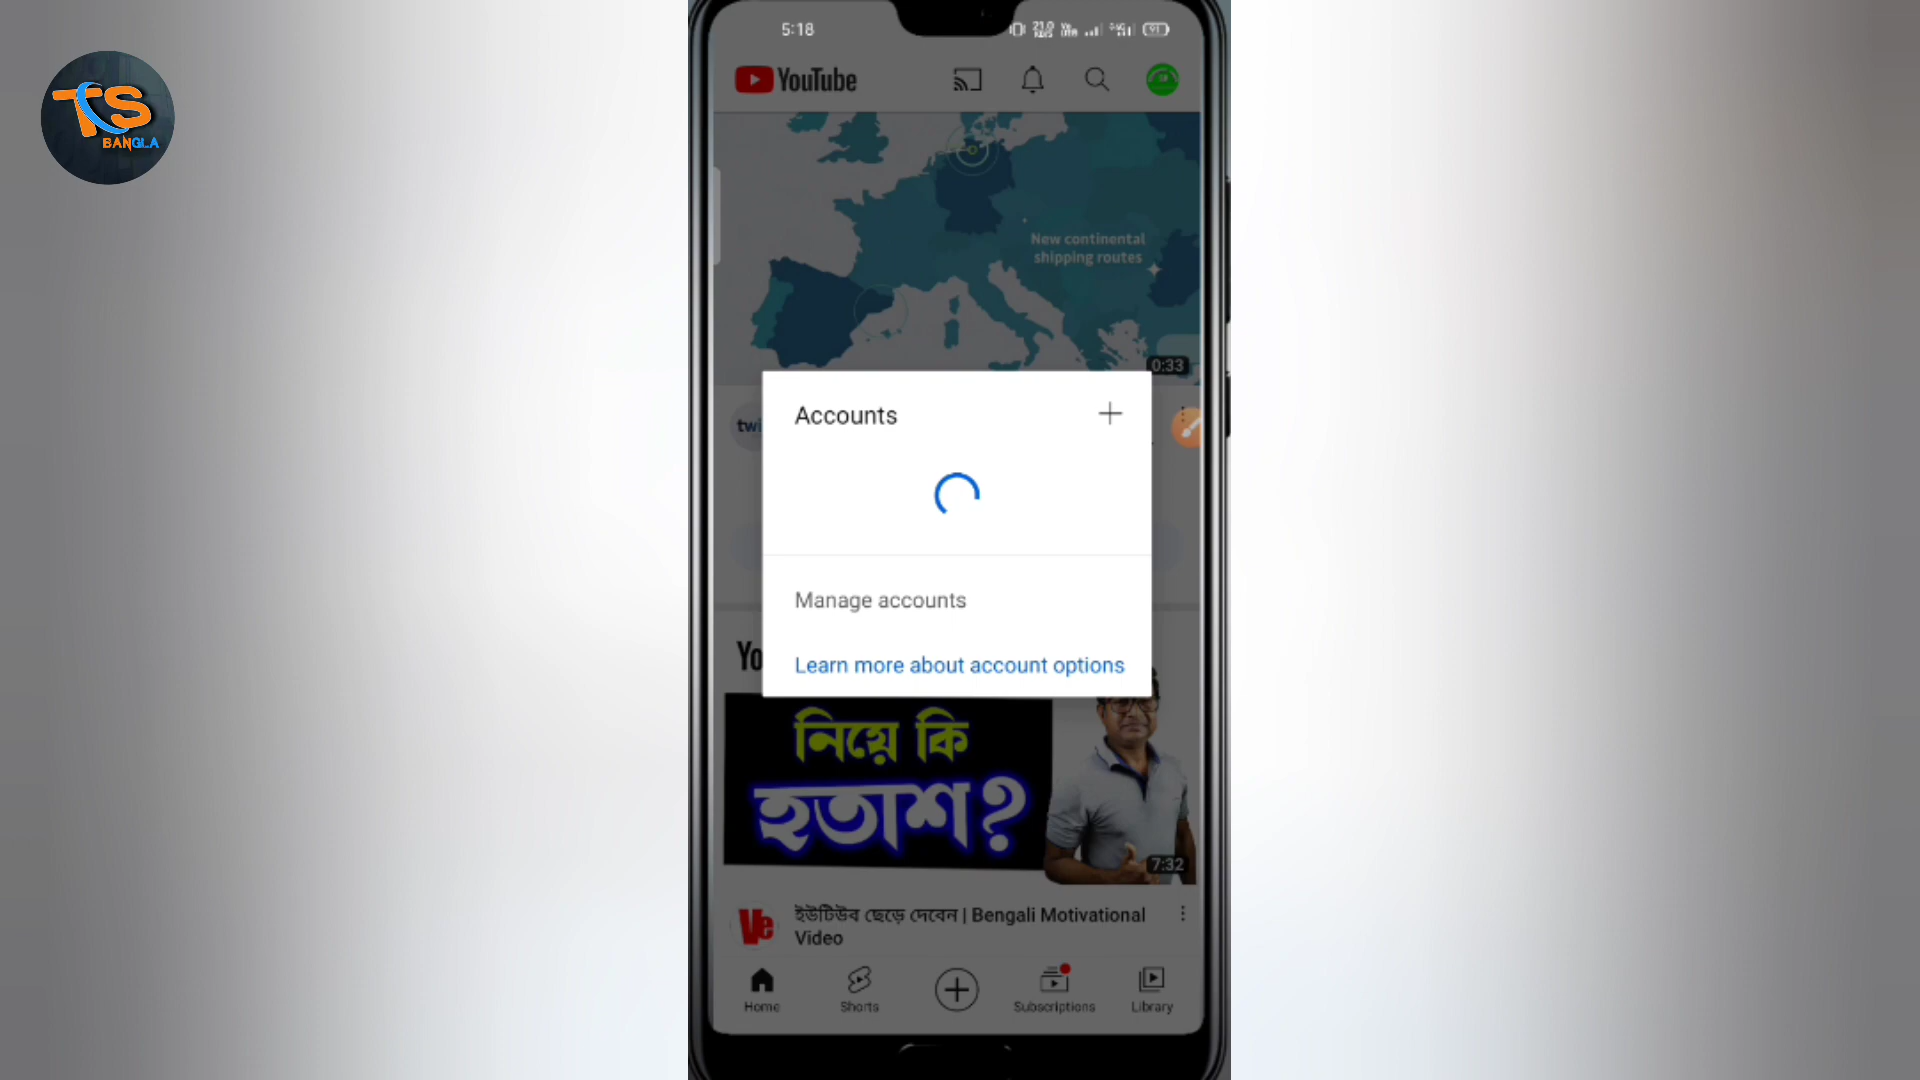 TS
BANGLA
5:18
YouTube
New continental
shipping routes
0:33
Accounts
Manage accounts
Learn more about account options
নিয়ে কি
হতাশ?
7:32
Ve
ইউটিউব ছেড়ে দেবেন | Bengali Motivational
Video
Home
Shorts
Subscriptions
Library